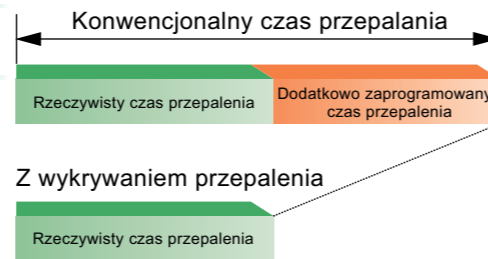 Konwencjonalny czas przepalania
Rzeczywisty czas przepalenia
Dodatkowo zaprogramowany
czas przepalenia
Z wykrywaniem przepalenia
Rzeczywisty czas przepalenia